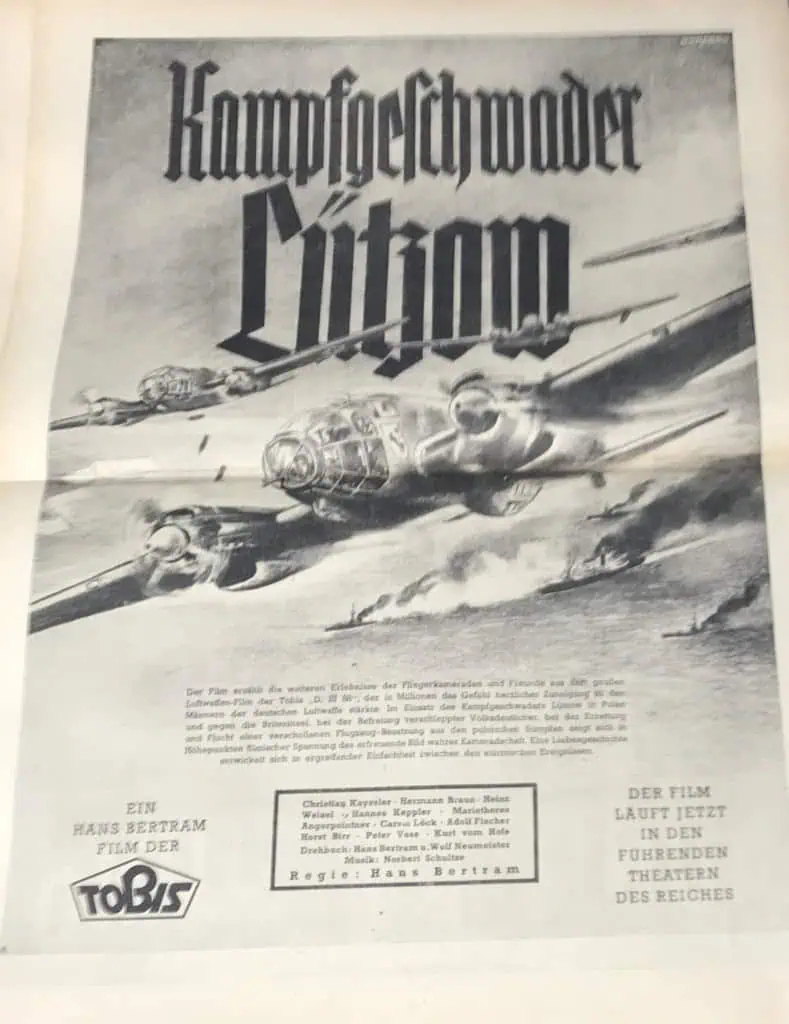 Kampfgeschwader
Lützow
Der Film erzählt die weiteren Erlebnisse der Fliegerkameraden und Freunde aus dem großen
Luftwaffen-Film der Tobis „D, III 88“, der in Millionen das Gefühl herzlicher Zuneigung zu den
Männern der deutschen Luftwaffe stärkte. Im Einsatz des Kampfgeschwaders Lützow in Polen
und gegen die Briteninsel, bei der Befreiung verschleppter Volksdeutscher, bei der Errettung
und Flucht einer verschollenen Flugzeug-Besatzung aus den polnischen Sümpfen zeigt sich in
Höhepunkten filmischer Spannung das erfreuende Bild wahrer Kameradschaft. Eine Liebesgeschichte
entwickelt sich in ergreifender Einfachheit zwischen den stürmischen Ereignissen.
EIN
HANS BERTRAM
FILM DER
TOBIS
Christian Kayssler · Hermann Braun · Heinz
Welzel · Hannes Keppler · Marietheres
Angerpointner · Carsta Löck · Adolf Fischer
Horst Birr · Peter Voss · Kurt vom Hofe
Drehbuch: Hans Bertram u. Wolf Neumeister
Musik: Norbert Schultze
Regie: Hans Bertram
DER FILM
LÄUFT JETZT
IN DEN
FÜHRENDEN
THEATERN
DES REICHES